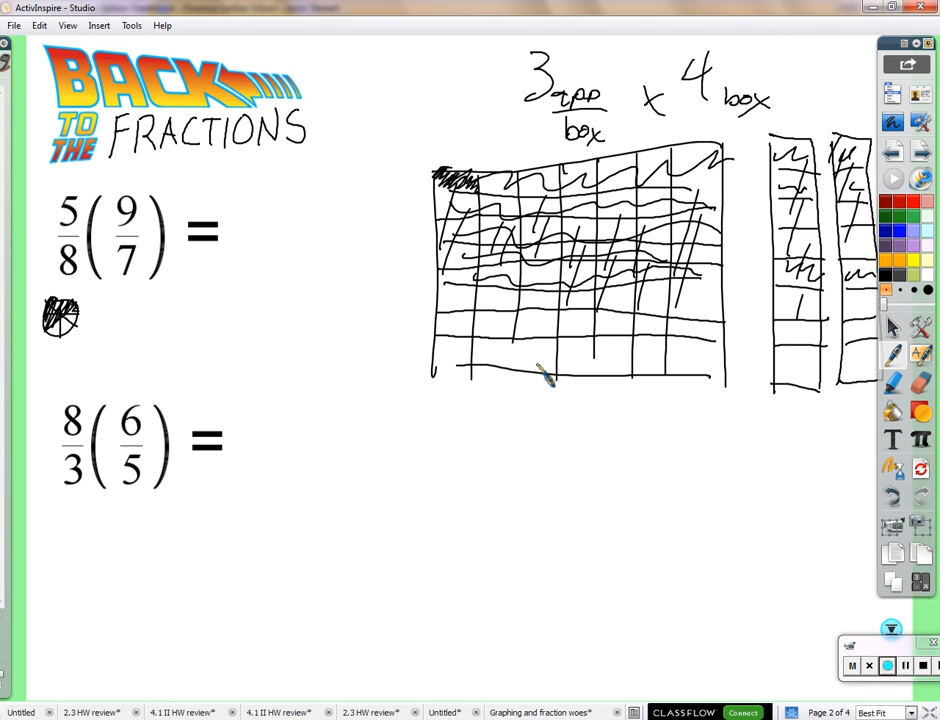 ActivInspire - Studio
File Edit View Insert Tools Help
BACK
TO
THE FRACTIONS
3 app/box x 4 box
5/8 ( 9/7 ) =
8/3 ( 6/5 ) =
M
Untitled 2.3 HW review* 4.1 II HW review* 4.1 II HW review* 2.3 HW review* Untitled* Graphing and fraction woes* CLASSFLOW Connect Page 2 of 4 Best Fit